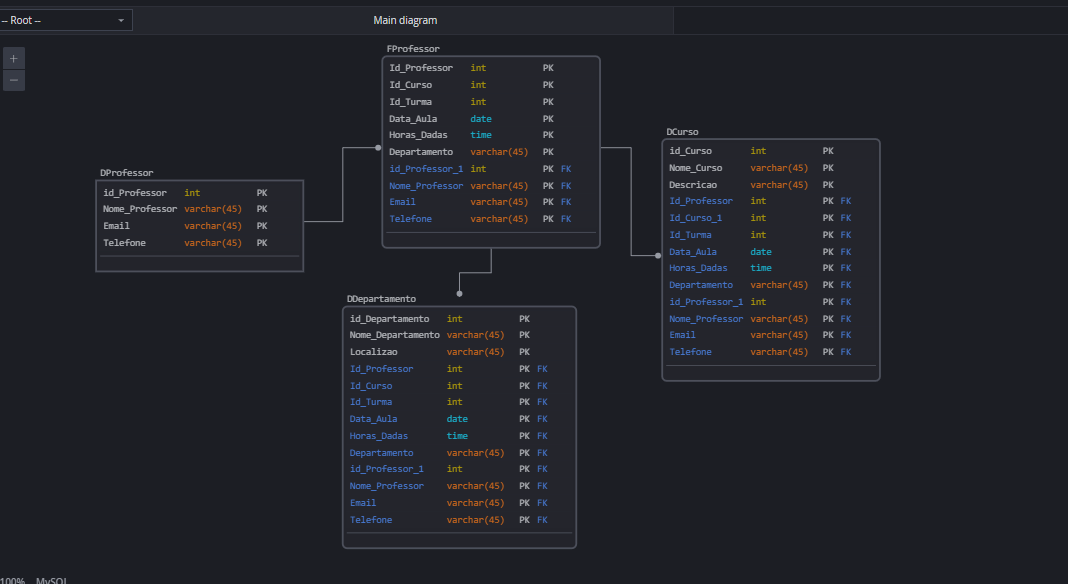 -- Root --
Main diagram
+
−
FProfessor
Id_Professor int PK
Id_Curso int PK
Id_Turma int PK
Data_Aula date PK
Horas_Dadas time PK
Departamento varchar(45) PK
id_Professor_1 int PK FK
Nome_Professor varchar(45) PK FK
Email varchar(45) PK FK
Telefone varchar(45) PK FK
DProfessor
id_Professor int PK
Nome_Professor varchar(45) PK
Email varchar(45) PK
Telefone varchar(45) PK
DCurso
id_Curso int PK
Nome_Curso varchar(45) PK
Descricao varchar(45) PK
Id_Professor int PK FK
Id_Curso_1 int PK FK
Id_Turma int PK FK
Data_Aula date PK FK
Horas_Dadas time PK FK
Departamento varchar(45) PK FK
id_Professor_1 int PK FK
Nome_Professor varchar(45) PK FK
Email varchar(45) PK FK
Telefone varchar(45) PK FK
DDepartamento
id_Departamento int PK
Nome_Departamento varchar(45) PK
Localizao varchar(45) PK
Id_Professor int PK FK
Id_Curso int PK FK
Id_Turma int PK FK
Data_Aula date PK FK
Horas_Dadas time PK FK
Departamento varchar(45) PK FK
id_Professor_1 int PK FK
Nome_Professor varchar(45) PK FK
Email varchar(45) PK FK
Telefone varchar(45) PK FK
100% MySQL